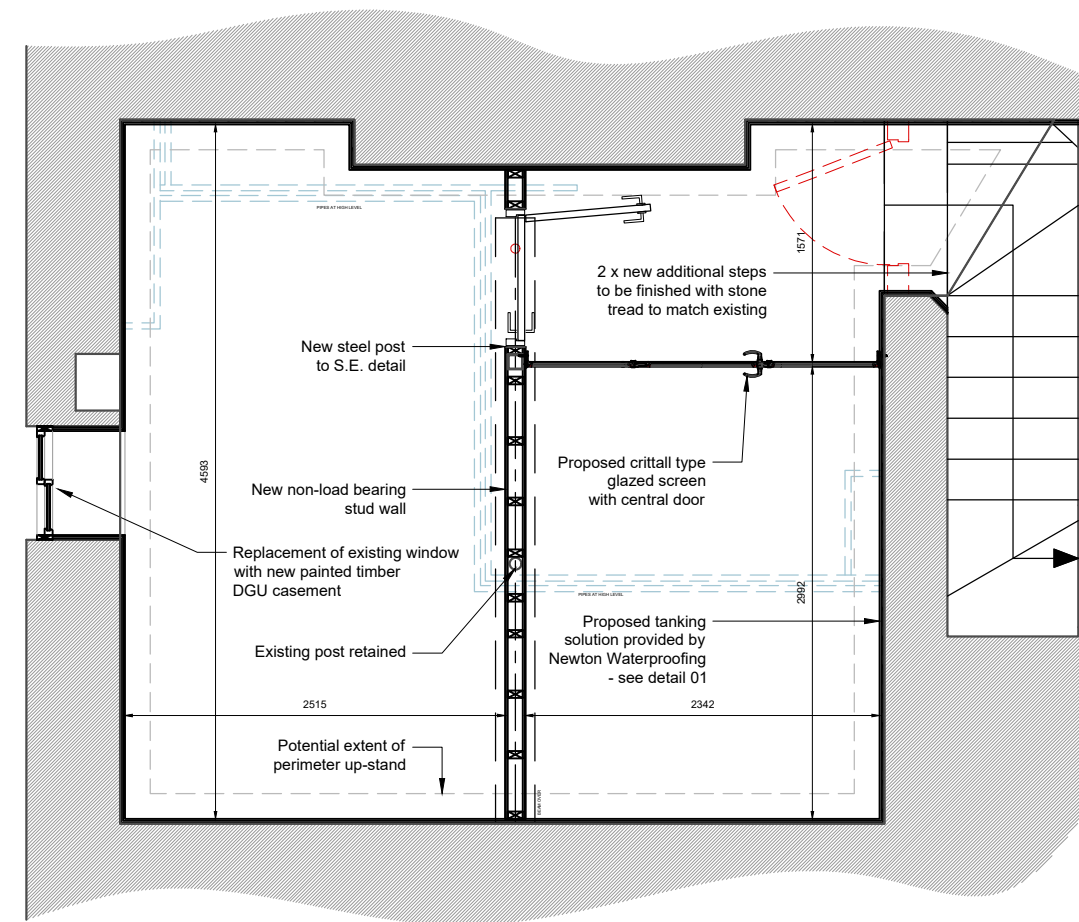 PIPES AT HIGH LEVEL
1571
2 x new additional steps
to be finished with stone
tread to match existing
New steel post
to S.E. detail
4593
Proposed crittall type
glazed screen
with central door
New non-load bearing
stud wall
Replacement of existing window
with new painted timber
DGU casement
PIPES AT HIGH LEVEL
2992
Existing post retained
Proposed tanking
solution provided by
Newton Waterproofing
- see detail 01
2515
2342
Potential extent of
perimeter up-stand
BEAM OVER